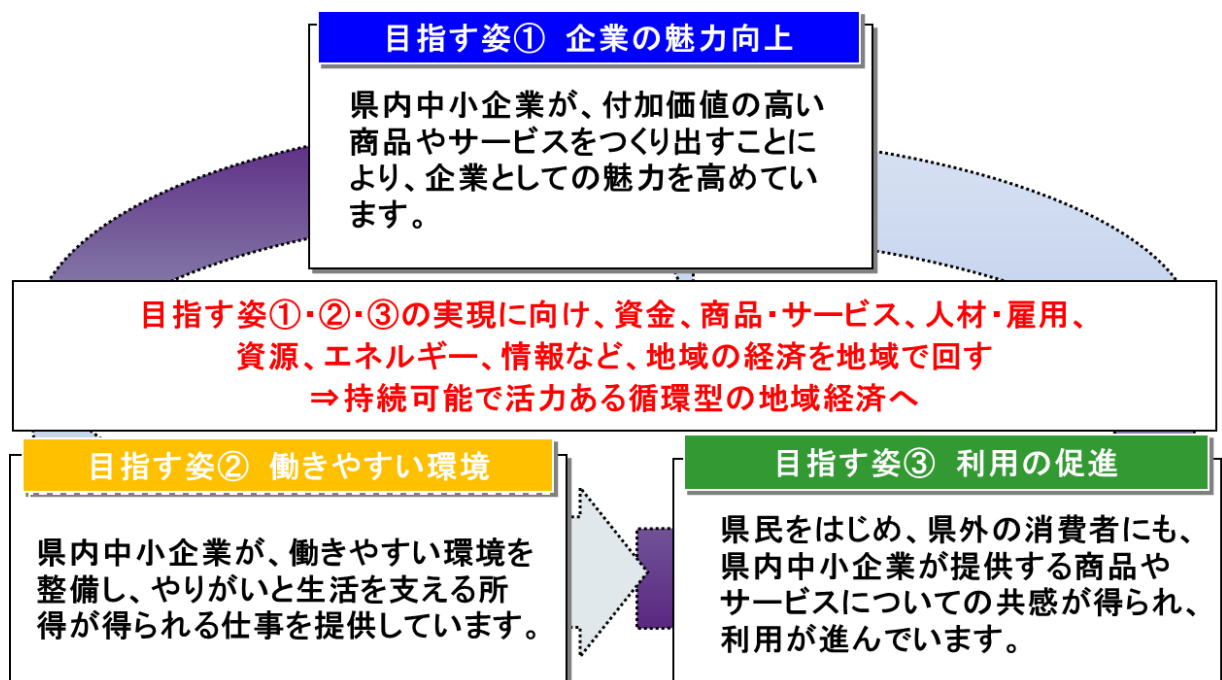 目指す姿① 企業の魅力向上
県内中小企業が、付加価値の高い
商品やサービスをつくり出すことに
より、企業としての魅力を高めてい
ます。
目指す姿①・②・③の実現に向け、資金、商品・サービス、人材・雇用、
資源、エネルギー、情報など、地域の経済を地域で回す
⇒持続可能で活力ある循環型の地域経済へ
目指す姿② 働きやすい環境
県内中小企業が、働きやすい環境を
整備し、やりがいと生活を支える所
得が得られる仕事を提供しています。
目指す姿③ 利用の促進
県民をはじめ、県外の消費者にも、
県内中小企業が提供する商品や
サービスについての共感が得られ、
利用が進んでいます。